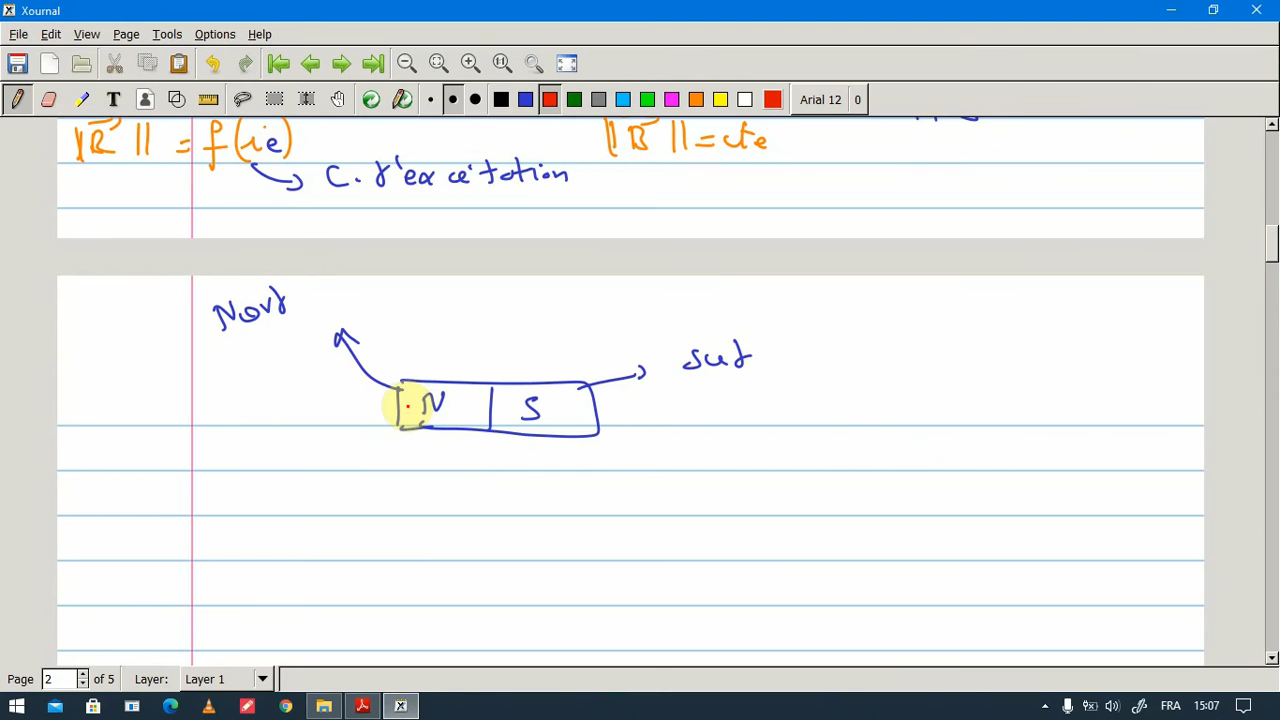 Xournal
File Edit View Page Tools Options Help
Arial 12 0
||B|| = f(ie)
||B|| = cte
C. d'excitation
Nord
sud
N S
Page 2 of 5 Layer: Layer 1
FRA 15:07